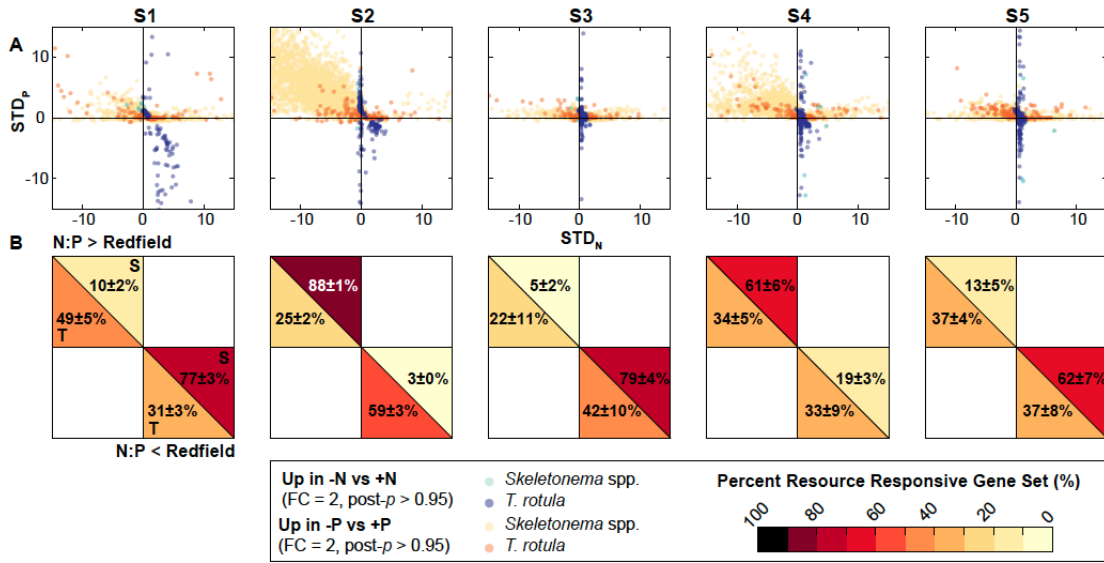 S1 S2 S3 S4 S5
A
STD_P
10
0
-10
-10 0 10 -10 0 10 -10 0 10 -10 0 10 -10 0 10
B N:P > Redfield STD_N
S
10±2% 88±1% 5±2% 61±6% 13±5%
49±5% 25±2% 22±11% 34±5% 37±4%
T S
77±3% 3±0% 79±4% 19±3% 62±7%
31±3% 59±3% 42±10% 33±9% 37±8%
T
N:P < Redfield
Up in -N vs +N Skeletonema spp. Percent Resource Responsive Gene Set (%)
(FC = 2, post-p > 0.95) T. rotula
Up in -P vs +P Skeletonema spp. 100 80 60 40 20 0
(FC = 2, post-p > 0.95) T. rotula